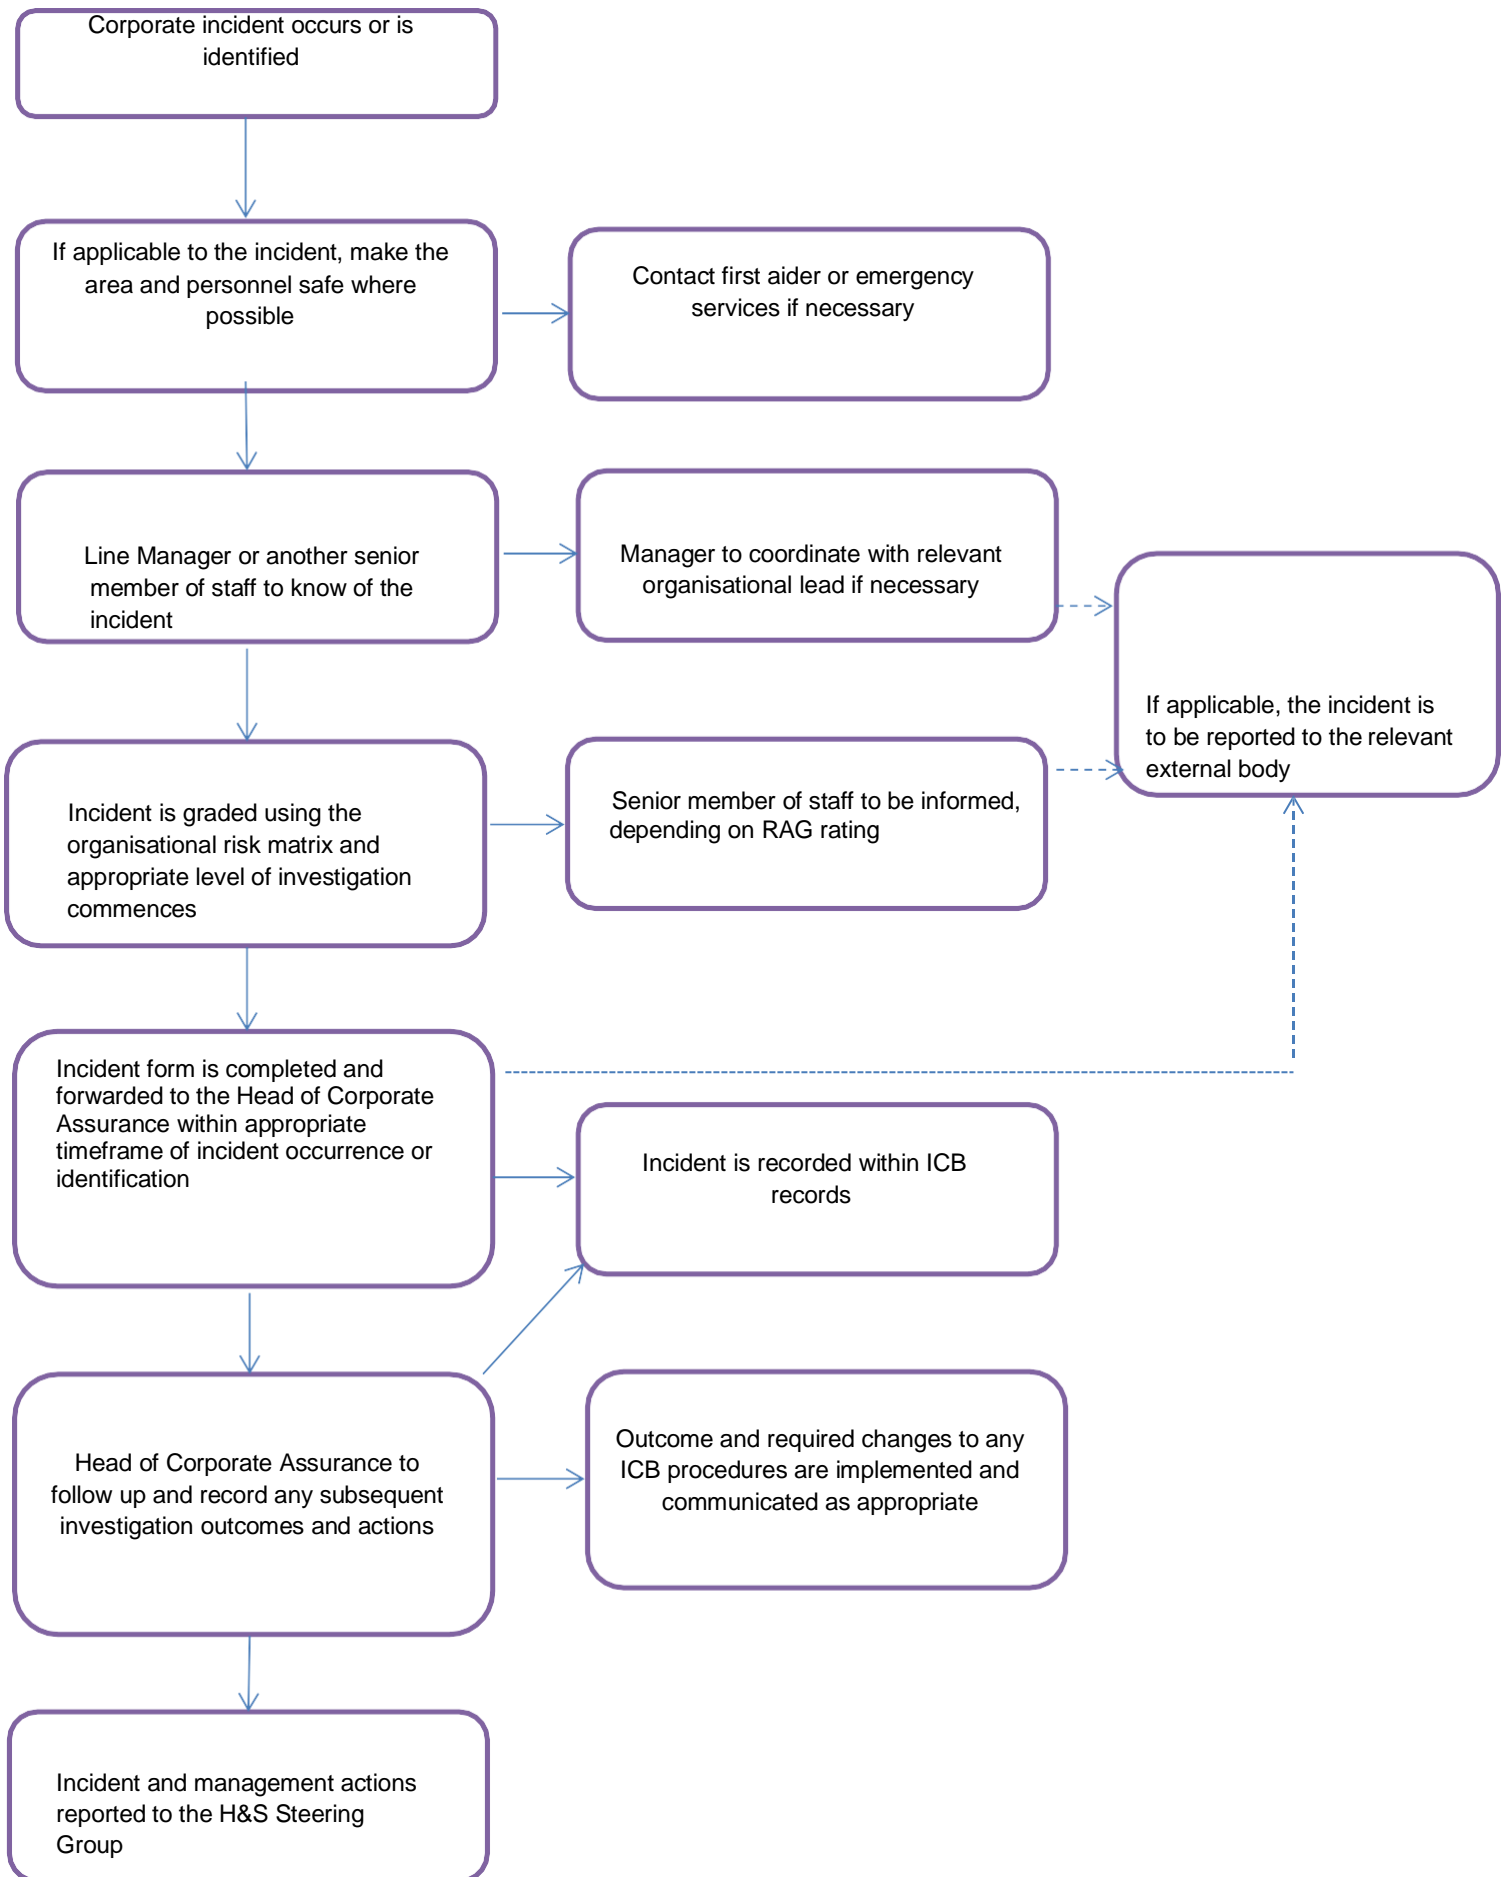 Corporate incident occurs or is
identified
If applicable to the incident, make the
area and personnel safe where
possible
Contact first aider or emergency
services if necessary
Line Manager or another senior
member of staff to know of the
incident
Manager to coordinate with relevant
organisational lead if necessary
If applicable, the incident is
to be reported to the relevant
external body
Incident is graded using the
organisational risk matrix and
appropriate level of investigation
commences
Senior member of staff to be informed,
depending on RAG rating
Incident form is completed and
forwarded to the Head of Corporate
Assurance within appropriate
timeframe of incident occurrence or
identification
Incident is recorded within ICB
records
Head of Corporate Assurance to
follow up and record any subsequent
investigation outcomes and actions
Outcome and required changes to any
ICB procedures are implemented and
communicated as appropriate
Incident and management actions
reported to the H&S Steering
Group